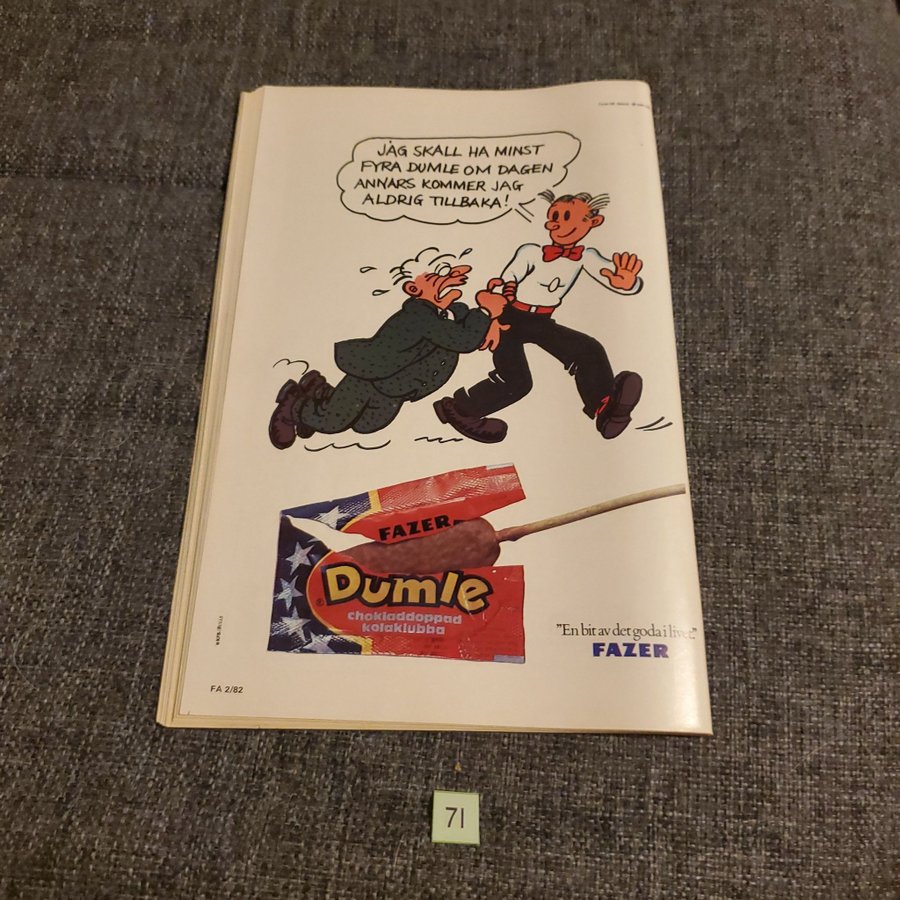 JAG SKALL HA MINST
FYRA DUMLE OM DAGEN
ANNARS KOMMER JAG
ALDRIG TILLBAKA!
FAZER
Dumle
®
chokladdoppad
kolaklubba
"En bit av det goda i livet."
FAZER
FA 2/82
71